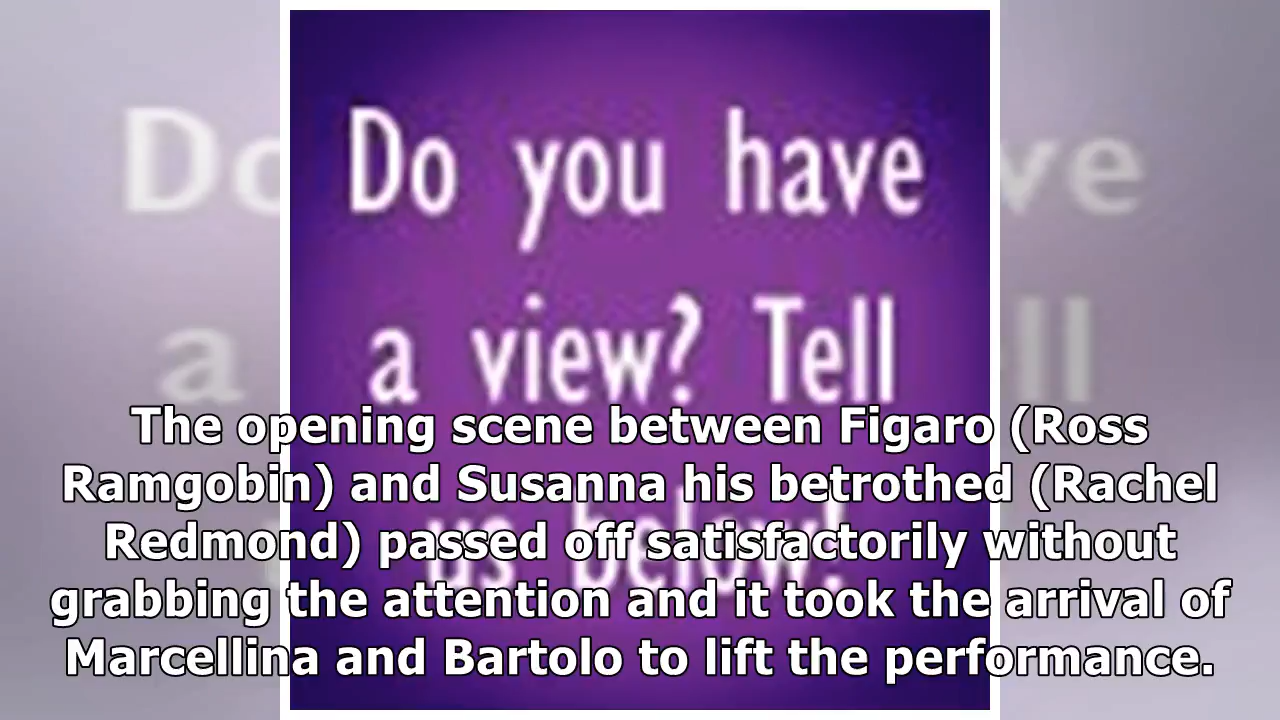 Do you have
a view? Tell
us below!
The opening scene between Figaro (Ross
Ramgobin) and Susanna his betrothed (Rachel
Redmond) passed off satisfactorily without
grabbing the attention and it took the arrival of
Marcellina and Bartolo to lift the performance.